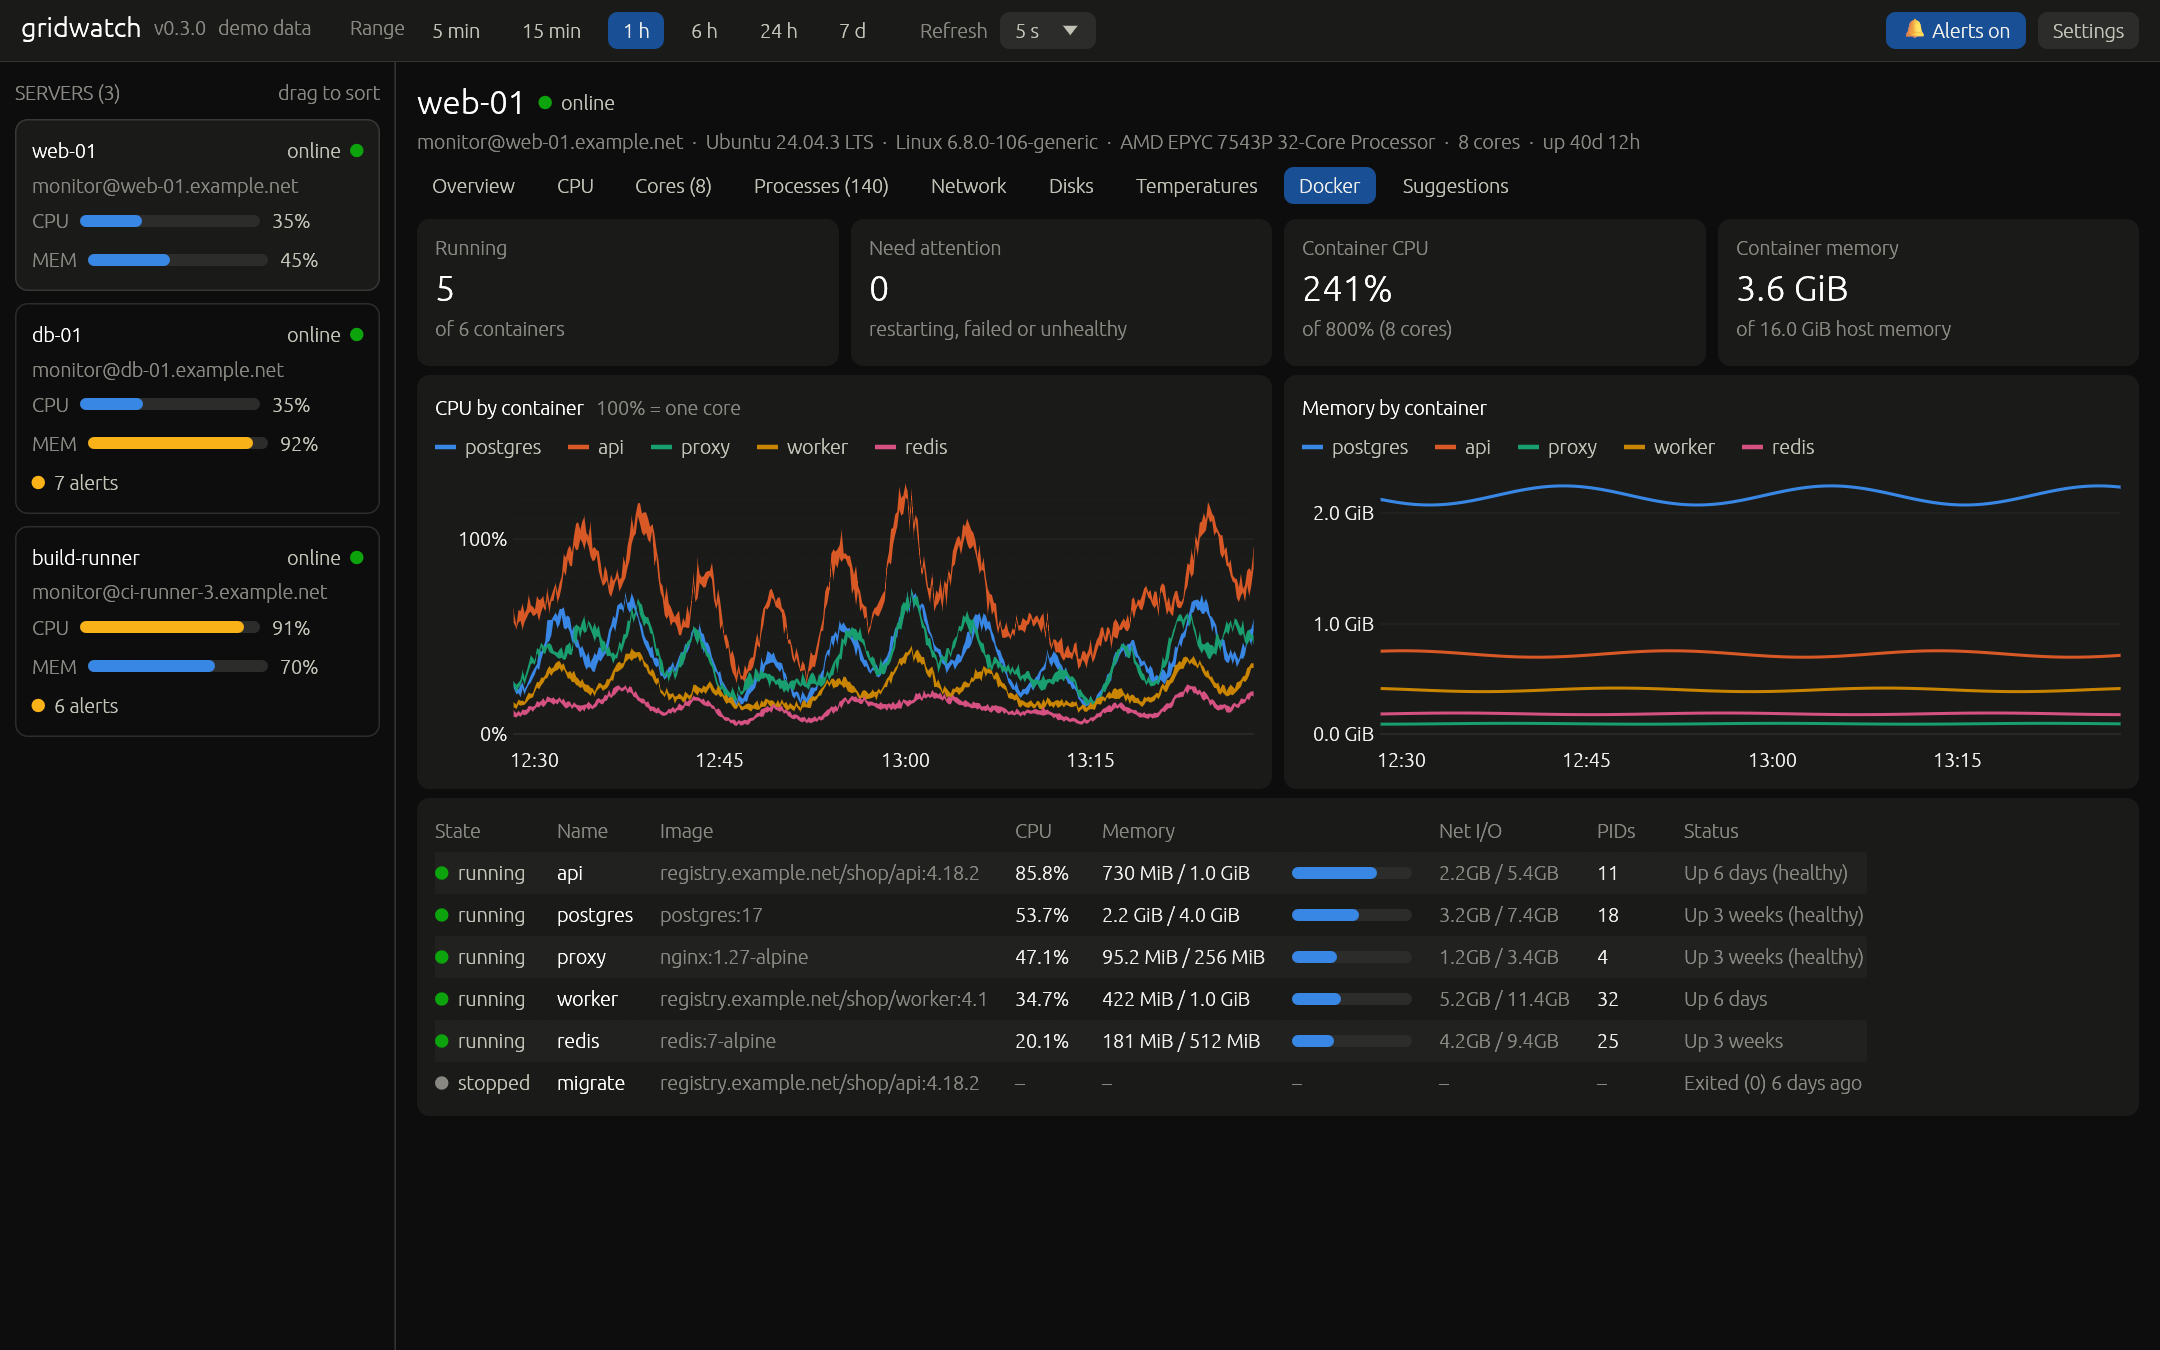 gridwatch v0.3.0 demo data Range 5 min 15 min 1 h 6 h 24 h 7 d Refresh 5 s Alerts on Settings
SERVERS (3) drag to sort
web-01 online
monitor@web-01.example.net
CPU 35%
MEM 45%
db-01 online
monitor@db-01.example.net
CPU 35%
MEM 92%
7 alerts
build-runner online
monitor@ci-runner-3.example.net
CPU 91%
MEM 70%
6 alerts
web-01 online
monitor@web-01.example.net · Ubuntu 24.04.3 LTS · Linux 6.8.0-106-generic · AMD EPYC 7543P 32-Core Processor · 8 cores · up 40d 12h
Overview CPU Cores (8) Processes (140) Network Disks Temperatures Docker Suggestions
Running
5
of 6 containers
Need attention
0
restarting, failed or unhealthy
Container CPU
241%
of 800% (8 cores)
Container memory
3.6 GiB
of 16.0 GiB host memory
CPU by container 100% = one core
postgres api proxy worker redis
100%
0%
12:30 12:45 13:00 13:15
Memory by container
postgres api proxy worker redis
2.0 GiB
1.0 GiB
0.0 GiB
12:30 12:45 13:00 13:15
State Name Image CPU Memory Net I/O PIDs Status
running api registry.example.net/shop/api:4.18.2 85.8% 730 MiB / 1.0 GiB 2.2GB / 5.4GB 11 Up 6 days (healthy)
running postgres postgres:17 53.7% 2.2 GiB / 4.0 GiB 3.2GB / 7.4GB 18 Up 3 weeks (healthy)
running proxy nginx:1.27-alpine 47.1% 95.2 MiB / 256 MiB 1.2GB / 3.4GB 4 Up 3 weeks (healthy)
running worker registry.example.net/shop/worker:4.1 34.7% 422 MiB / 1.0 GiB 5.2GB / 11.4GB 32 Up 6 days
running redis redis:7-alpine 20.1% 181 MiB / 512 MiB 4.2GB / 9.4GB 25 Up 3 weeks
stopped migrate registry.example.net/shop/api:4.18.2 – – – – – Exited (0) 6 days ago